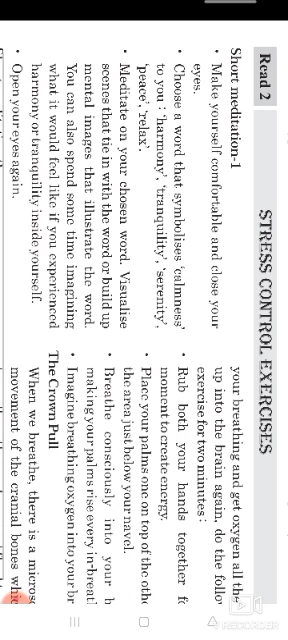 Read 2
STRESS CONTROL EXERCISES
Short meditation-1
• Make yourself comfortable and close your
eyes.
• Choose a word that symbolises 'calmness'
to you : 'harmony', 'tranquility', 'serenity',
'peace', 'relax'.
• Meditate on your chosen word. Visualise
scenes that tie in with the word or build up
mental images that illustrate the word.
You can also spend some time imagining
what it would feel like if you experienced
harmony or tranquility inside yourself.
• Open your eyes again.
your breathing and get oxygen all the
up into the brain again, do the follo
exercise for two minutes :
• Rub both your hands together f
moment to create energy.
• Place your palms one on top of the oth
the area just below your navel.
• Breathe consciously into your h
making your palms rise every in-breat
• Imagine breathing oxygen into your br
The Crown Pull
When we breathe, there is a micros
movement of the cranial bones whi
RECORDER